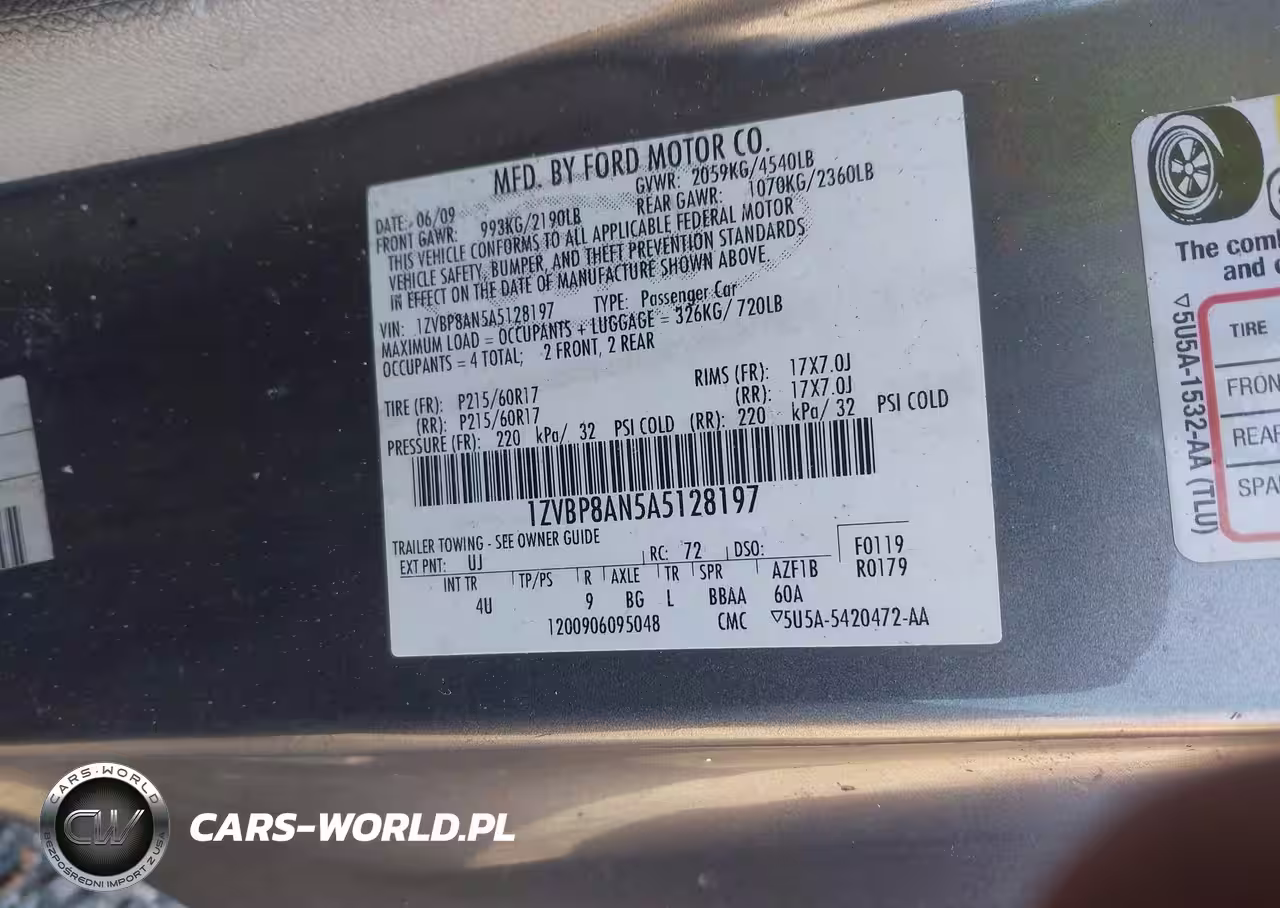 MFD. BY FORD MOTOR CO.
DATE: 06/09 GVWR: 2059KG/4540LB
FRONT GAWR: 993KG/2190LB REAR GAWR: 1070KG/2360LB
THIS VEHICLE CONFORMS TO ALL APPLICABLE FEDERAL MOTOR
VEHICLE SAFETY, BUMPER, AND THEFT PREVENTION STANDARDS
IN EFFECT ON THE DATE OF MANUFACTURE SHOWN ABOVE.
VIN: 1ZVBP8AN5A5128197 TYPE: Passenger Car
MAXIMUM LOAD = OCCUPANTS + LUGGAGE = 326KG/ 720LB
OCCUPANTS = 4 TOTAL; 2 FRONT, 2 REAR
TIRE (FR): P215/60R17 RIMS (FR): 17X7.0J
(RR): P215/60R17 (RR): 17X7.0J
PRESSURE (FR): 220 kPa/ 32 PSI COLD (RR): 220 kPa/ 32 PSI COLD
1ZVBP8AN5A5128197
TRAILER TOWING - SEE OWNER GUIDE
EXT PNT: UJ RC: 72 DSO: F0119
INT TR TP/PS R AXLE TR SPR AZF1B R0179
4U 9 BG L BBAA 60A
1200906095048 CMC ▽5U5A-5420472-AA
The comb
and
▽5U5A-1532-AA (TLU)
TIRE
FRON
REAR
SPA
CARS-WORLD
CW
BEZPOŚREDNI IMPORT Z USA
CARS-WORLD.PL